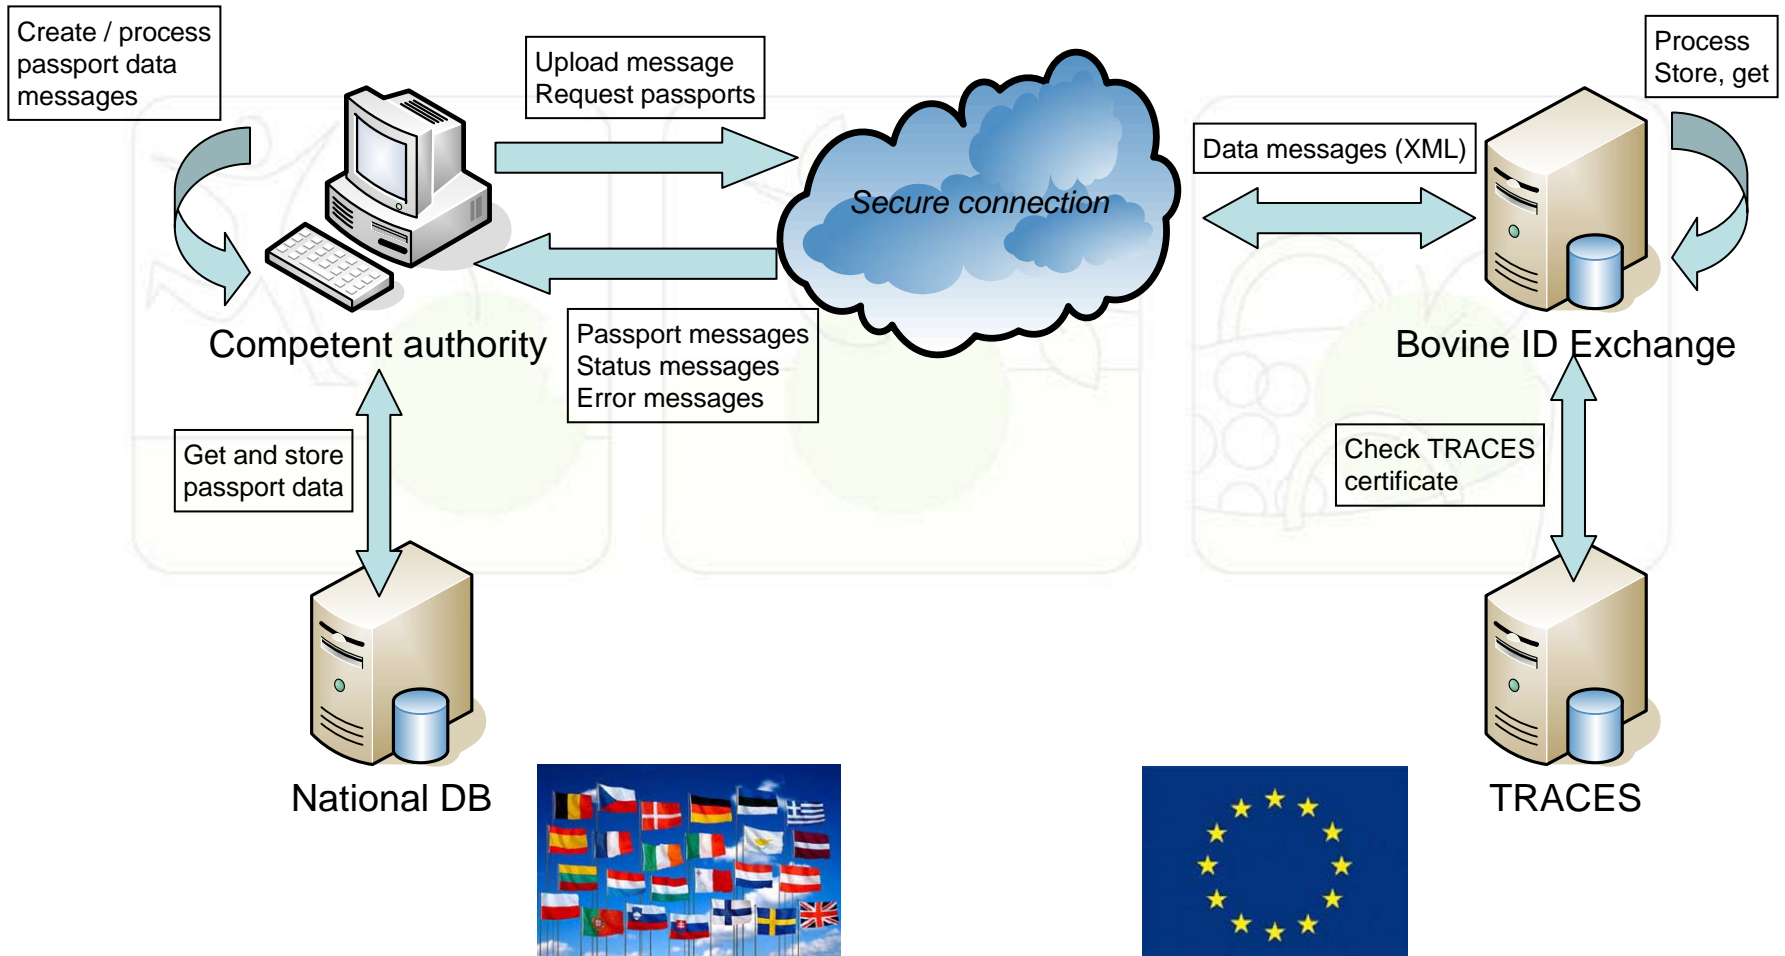 Create / process
passport data
messages
Upload message
Request passports
Process
Store, get
Data messages (XML)
Secure connection
Competent authority
Passport messages
Status messages
Error messages
Bovine ID Exchange
Get and store
passport data
Check TRACES
certificate
National DB
TRACES